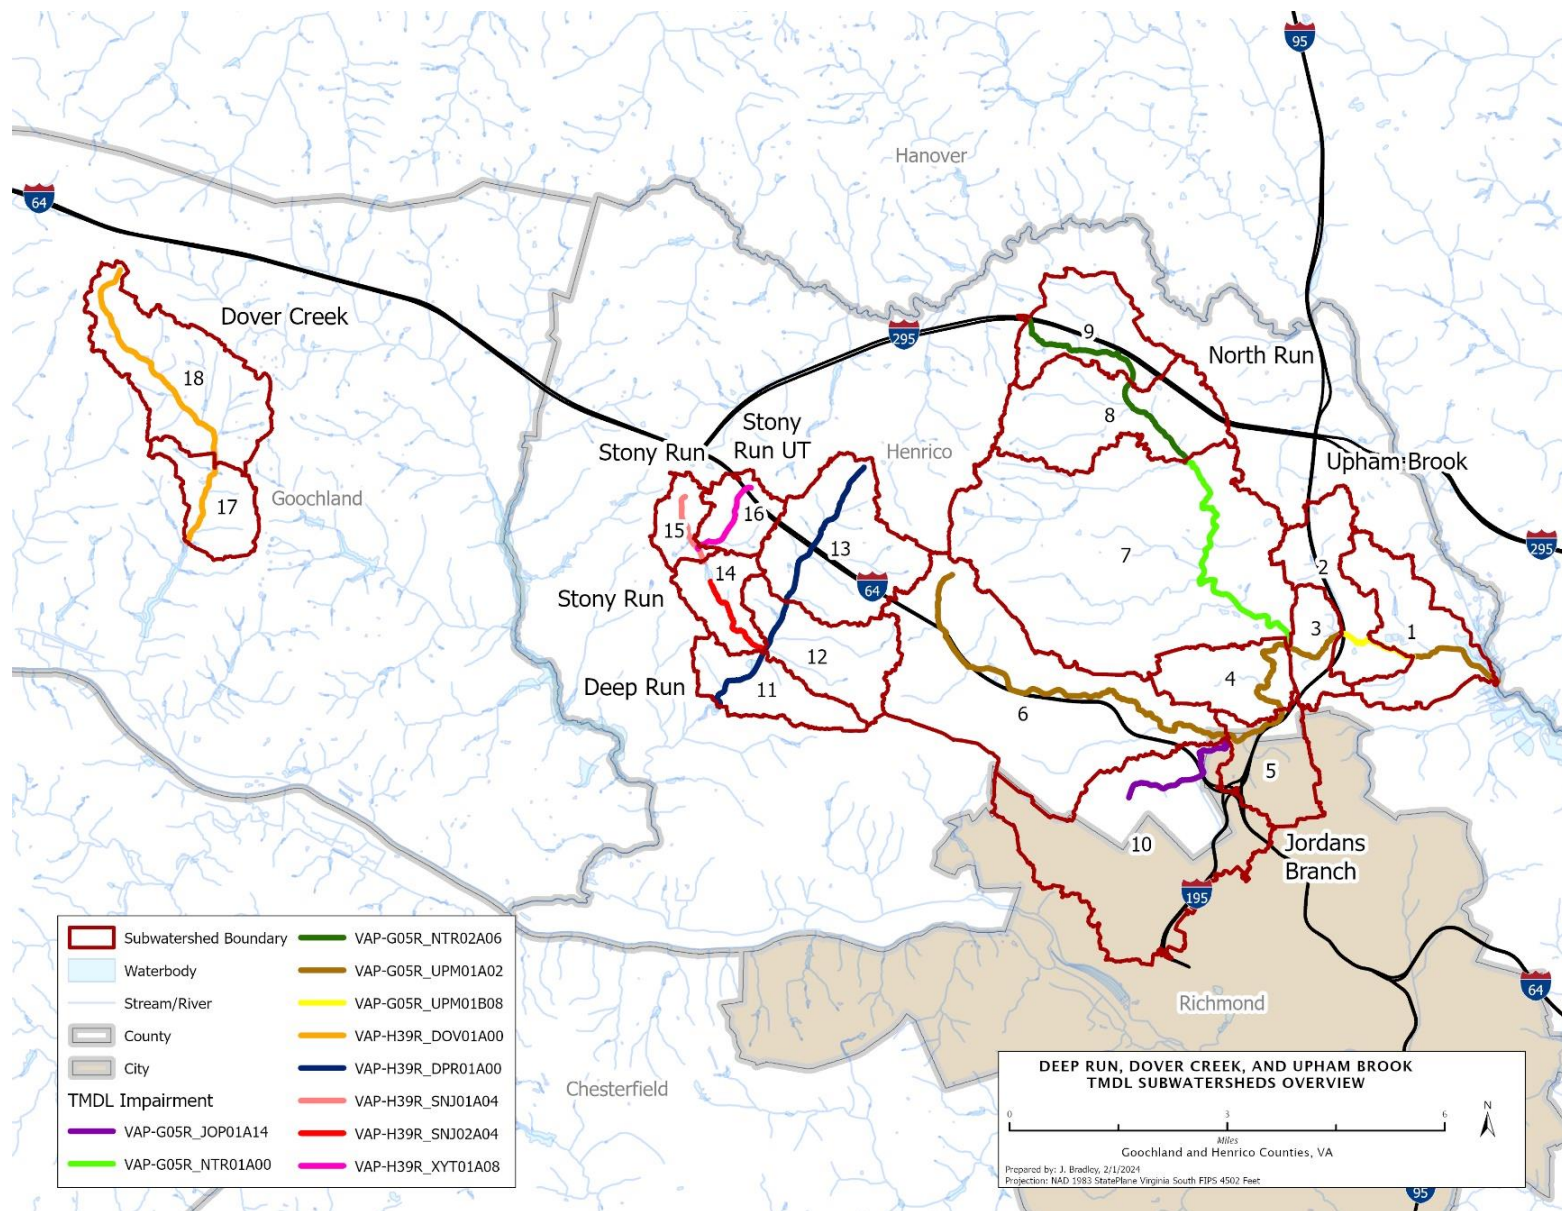 95
Hanover
64
295
9
North Run
Dover Creek
18
8
Stony
Run UT
Stony Run
Henrico
Upham Brook
17
Goochland
16
15
13
295
7
2
14
64
Stony Run
3
1
12
4
Deep Run
11
6
5
10
Jordans
Branch
195
64
Richmond
Chesterfield
95
Subwatershed Boundary
Waterbody
Stream/River
County
City
TMDL Impairment
VAP-G05R_JOP01A14
VAP-G05R_NTR01A00
VAP-G05R_NTR02A06
VAP-G05R_UPM01A02
VAP-G05R_UPM01B08
VAP-H39R_DOV01A00
VAP-H39R_DPR01A00
VAP-H39R_SNJ01A04
VAP-H39R_SNJ02A04
VAP-H39R_XYT01A08
DEEP RUN, DOVER CREEK, AND UPHAM BROOK
TMDL SUBWATERSHEDS OVERVIEW
0 3 6
Miles
N
Goochland and Henrico Counties, VA
Prepared by: J. Bradley, 2/1/2024
Projection: NAD 1983 StatePlane Virginia South FIPS 4502 Feet